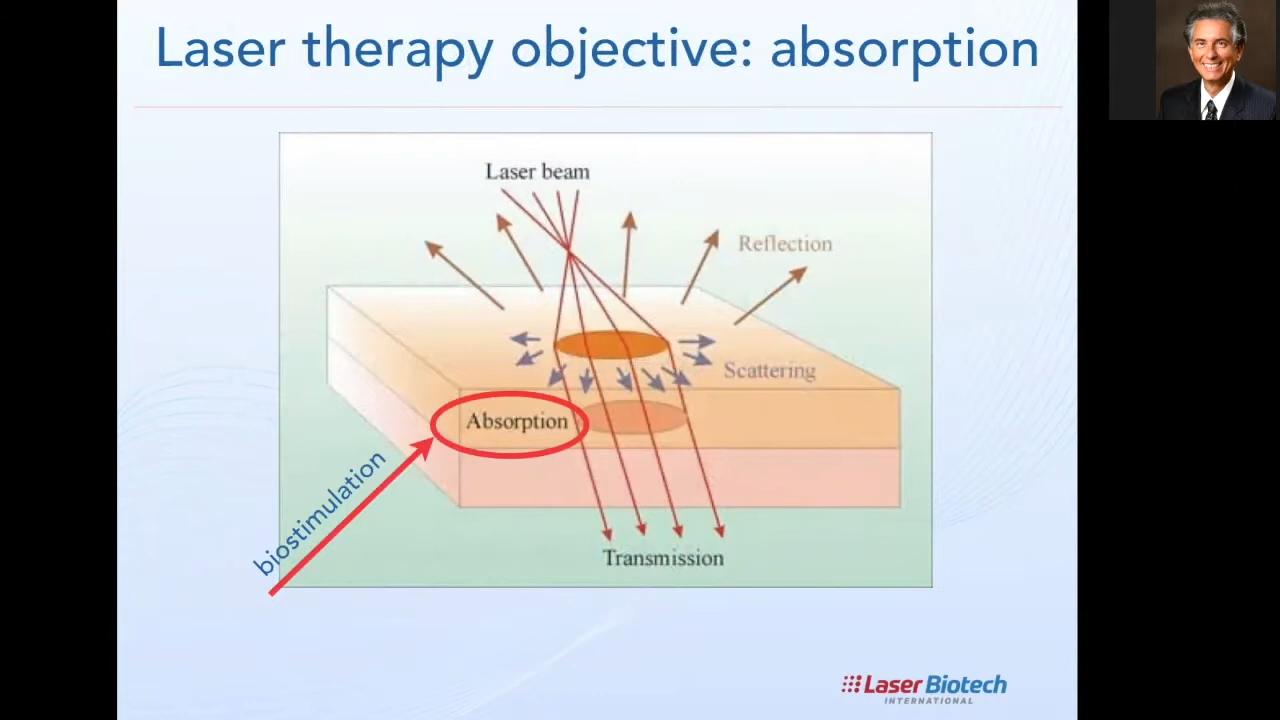 Laser therapy objective: absorption
Laser beam
Reflection
Scattering
Absorption
biostimulation
Transmission
Laser Biotech
INTERNATIONAL